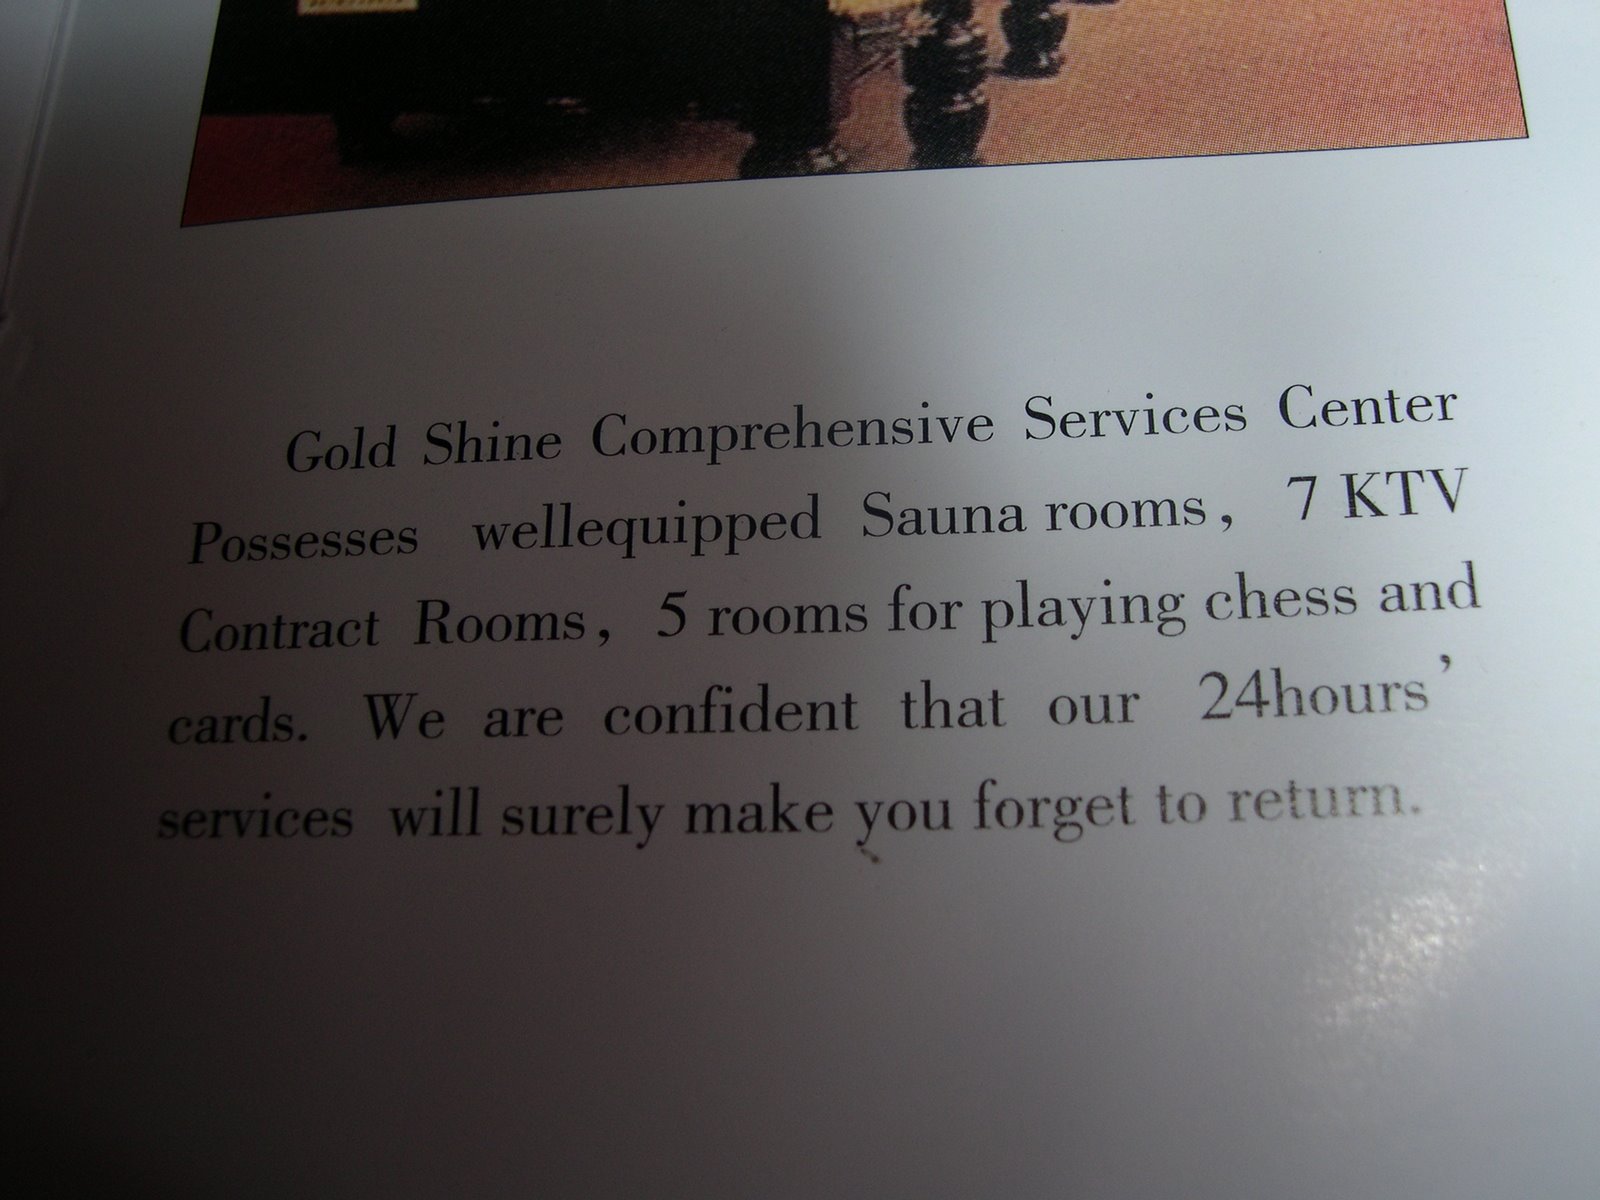 Gold Shine Comprehensive Services Center
Possesses wellequipped Sauna rooms, 7 KTV
Contract Rooms, 5 rooms for playing chess and
cards. We are confident that our 24hours'
services will surely make you forget to return.